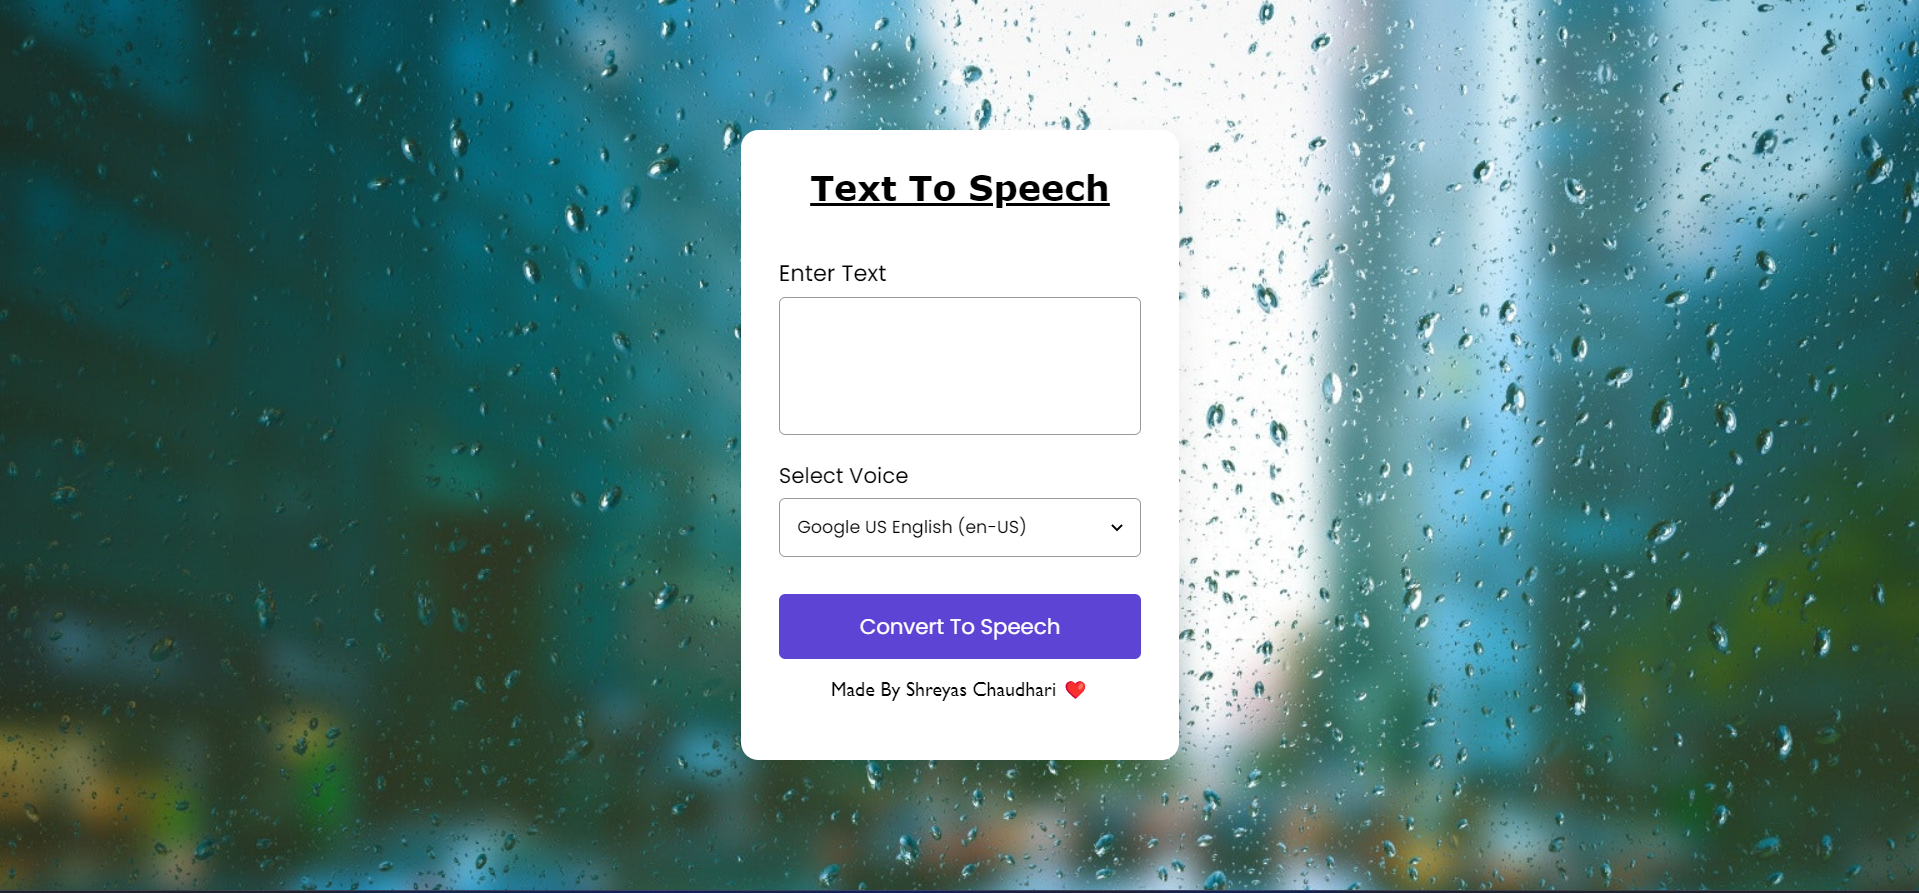 Text To Speech
Enter Text
Select Voice
Google US English (en-US)
Convert To Speech
Made By Shreyas Chaudhari ❤️